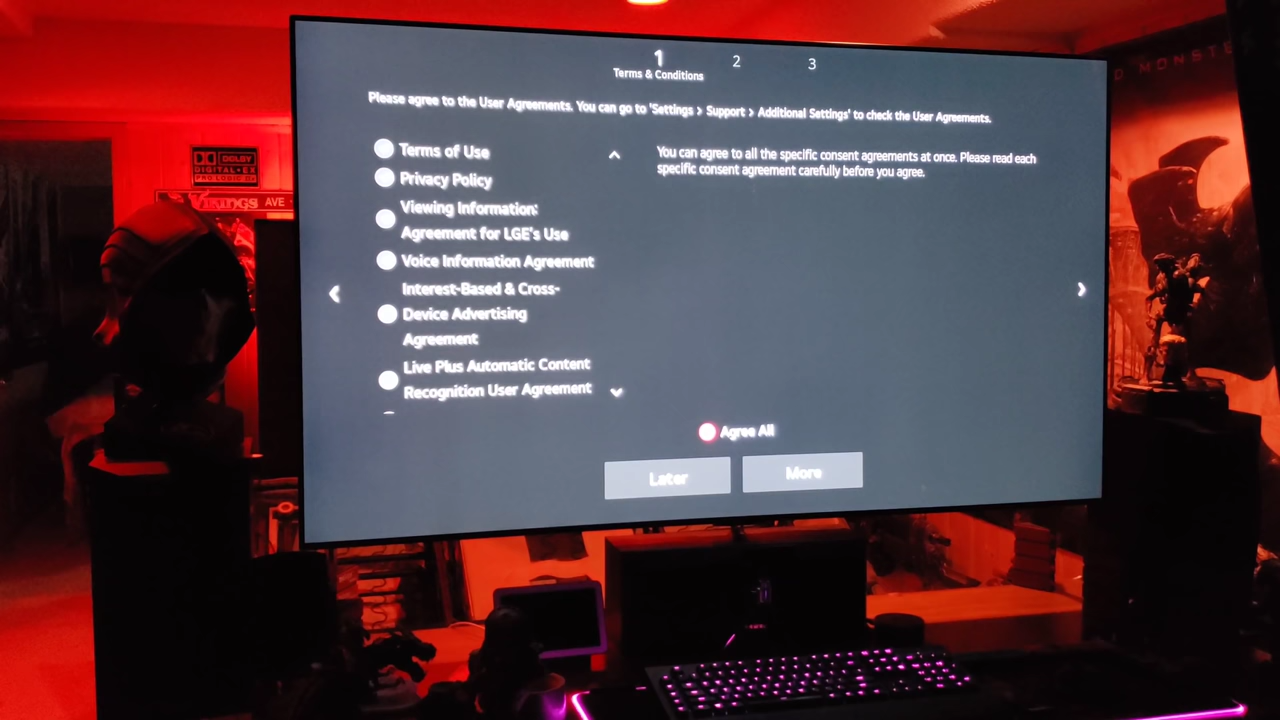 1 2 3
Terms & Conditions
Please agree to the User Agreements. You can go to 'Settings > Support > Additional Settings' to check the User Agreements.
Terms of Use
Privacy Policy
Viewing Information:
Agreement for LGE's Use
Voice Information Agreement
Interest-Based & Cross-
Device Advertising
Agreement
Live Plus Automatic Content
Recognition User Agreement
You can agree to all the specific consent agreements at once. Please read each
specific consent agreement carefully before you agree.
Agree All
Later More
DOLBY
DIGITAL•EX
PRO LOGIC IIx
VIKINGS AVE
D MONSTE